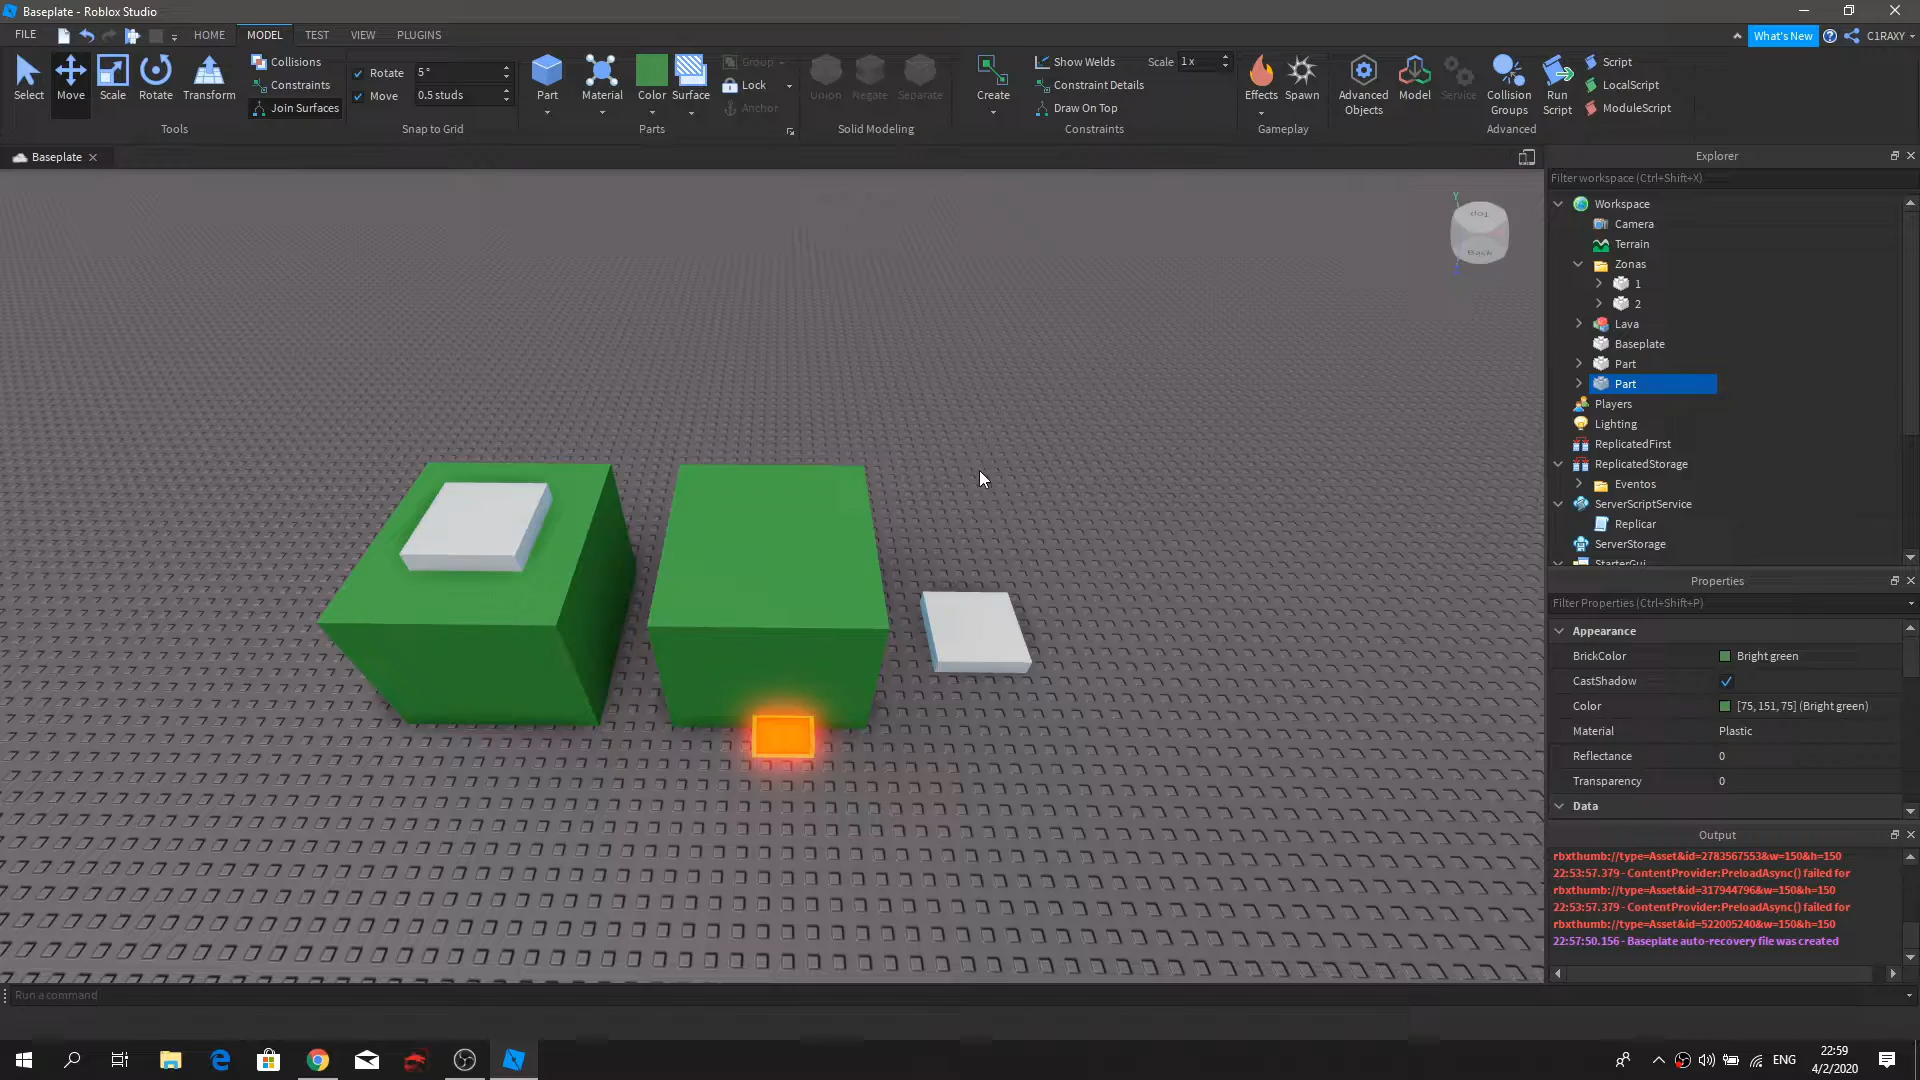 Baseplate - Roblox Studio
FILE HOME MODEL TEST VIEW PLUGINS What's New C1RAXY
Select Move Scale Rotate Transform
Collisions
Constraints
Join Surfaces
Tools
Rotate 5°
Move 0.5 studs
Snap to Grid
Part Material Color Surface
Group
Lock
Anchor
Parts
Union Negate Separate
Solid Modeling
Create
Show Welds
Constraint Details
Draw On Top
Scale 1x
Constraints
Effects Spawn
Gameplay
Advanced Objects Model Service Collision Groups Run Script
Script
LocalScript
ModuleScript
Advanced
Baseplate
Top
Back
Y
Explorer
Filter workspace (Ctrl+Shift+X)
Workspace
Camera
Terrain
Zonas
1
2
Lava
Baseplate
Part
Part
Players
Lighting
ReplicatedFirst
ReplicatedStorage
Eventos
ServerScriptService
Replicar
ServerStorage
StarterGui
Properties
Filter Properties (Ctrl+Shift+P)
Appearance
BrickColor Bright green
CastShadow
Color [75, 151, 75] (Bright green)
Material Plastic
Reflectance 0
Transparency 0
Data
Output
rbxthumb://type=Asset&id=2783567553&w=150&h=150
22:53:57.379 - ContentProvider:PreloadAsync() failed for
rbxthumb://type=Asset&id=317944796&w=150&h=150
22:53:57.379 - ContentProvider:PreloadAsync() failed for
rbxthumb://type=Asset&id=522005240&w=150&h=150
22:57:50.156 - Baseplate auto-recovery file was created
Run a command
ENG
22:59
4/2/2020